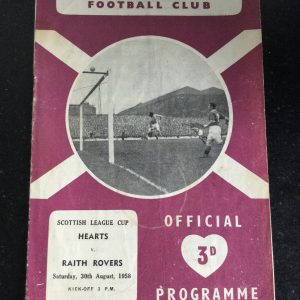 FOOTBALL CLUB
SCOTTISH LEAGUE CUP
HEARTS
v.
RAITH ROVERS
Saturday, 30th August, 1958
KICK-OFF 3 P.M.
OFFICIAL
3D
PROGRAMME